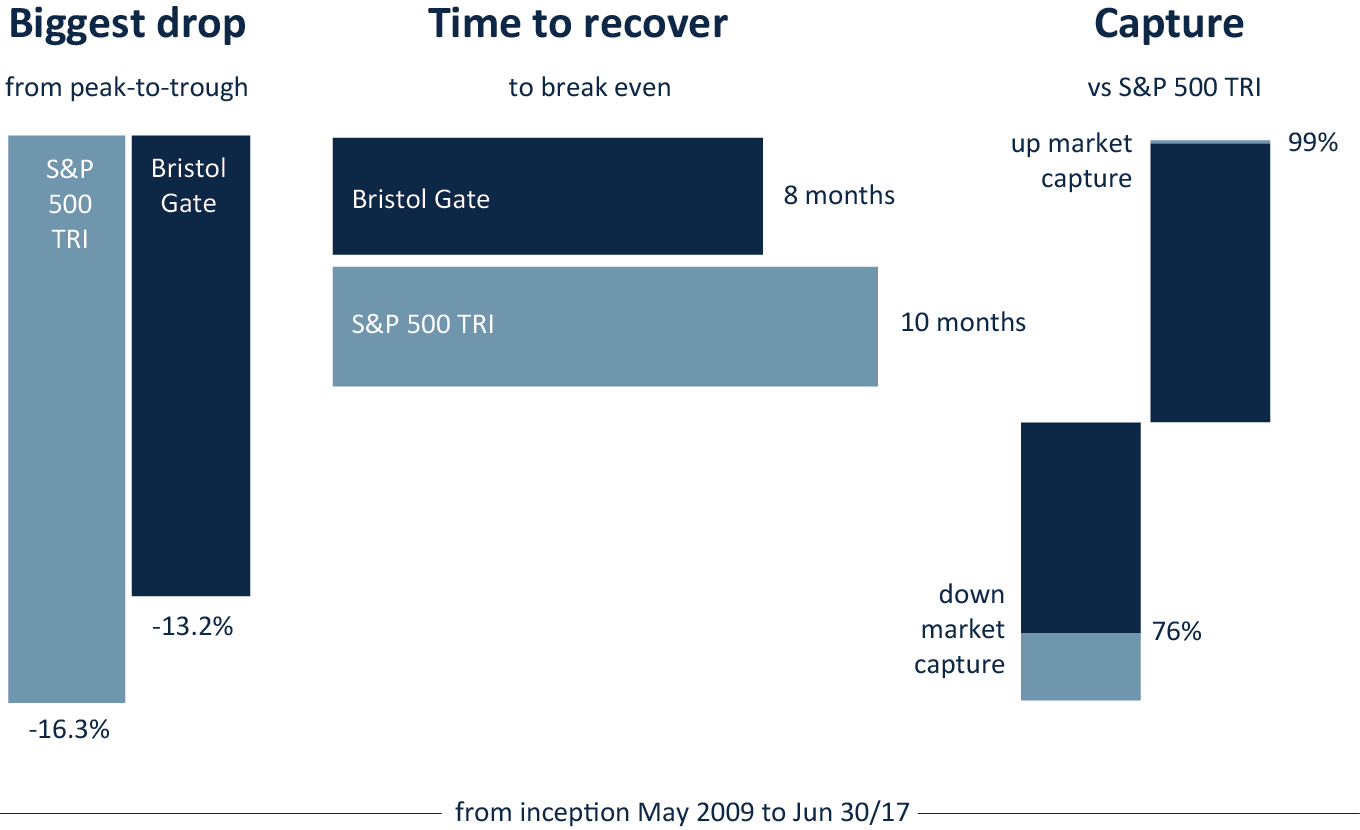 Biggest drop
from peak-to-trough
S&P
500
TRI
Bristol
Gate
-13.2%
-16.3%
Time to recover
to break even
Bristol Gate
8 months
S&P 500 TRI
10 months
Capture
vs S&P 500 TRI
up market
capture
99%
down
market
capture
76%
from inception May 2009 to Jun 30/17